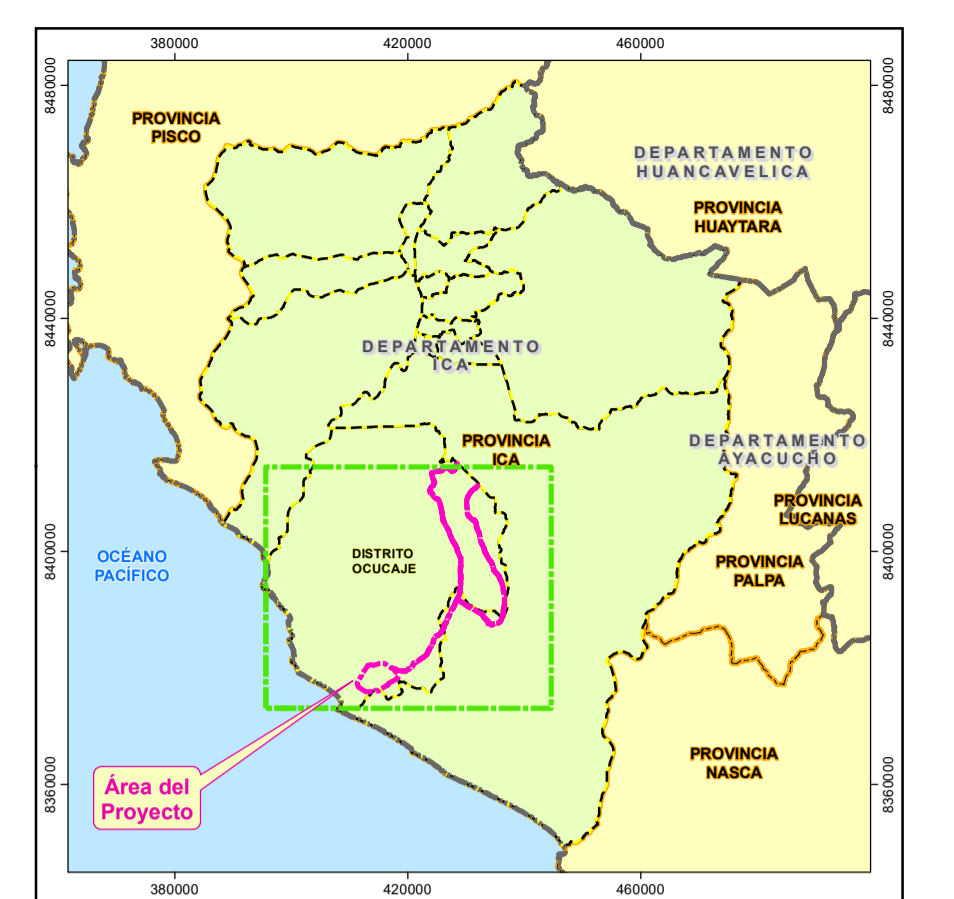 380000
420000
460000
8480000
8480000
PROVINCIA
PISCO
DEPARTAMENTO
HUANCAVELICA
PROVINCIA
HUAYTARA
8440000
8440000
DEPARTAMENTO
ICA
PROVINCIA
ICA
DEPARTAMENTO
AYACUCHO
PROVINCIA
LUCANAS
8400000
8400000
OCÉANO
PACÍFICO
DISTRITO
OCUCAJE
PROVINCIA
PALPA
PROVINCIA
NASCA
Área del
Proyecto
8360000
8360000
380000
420000
460000